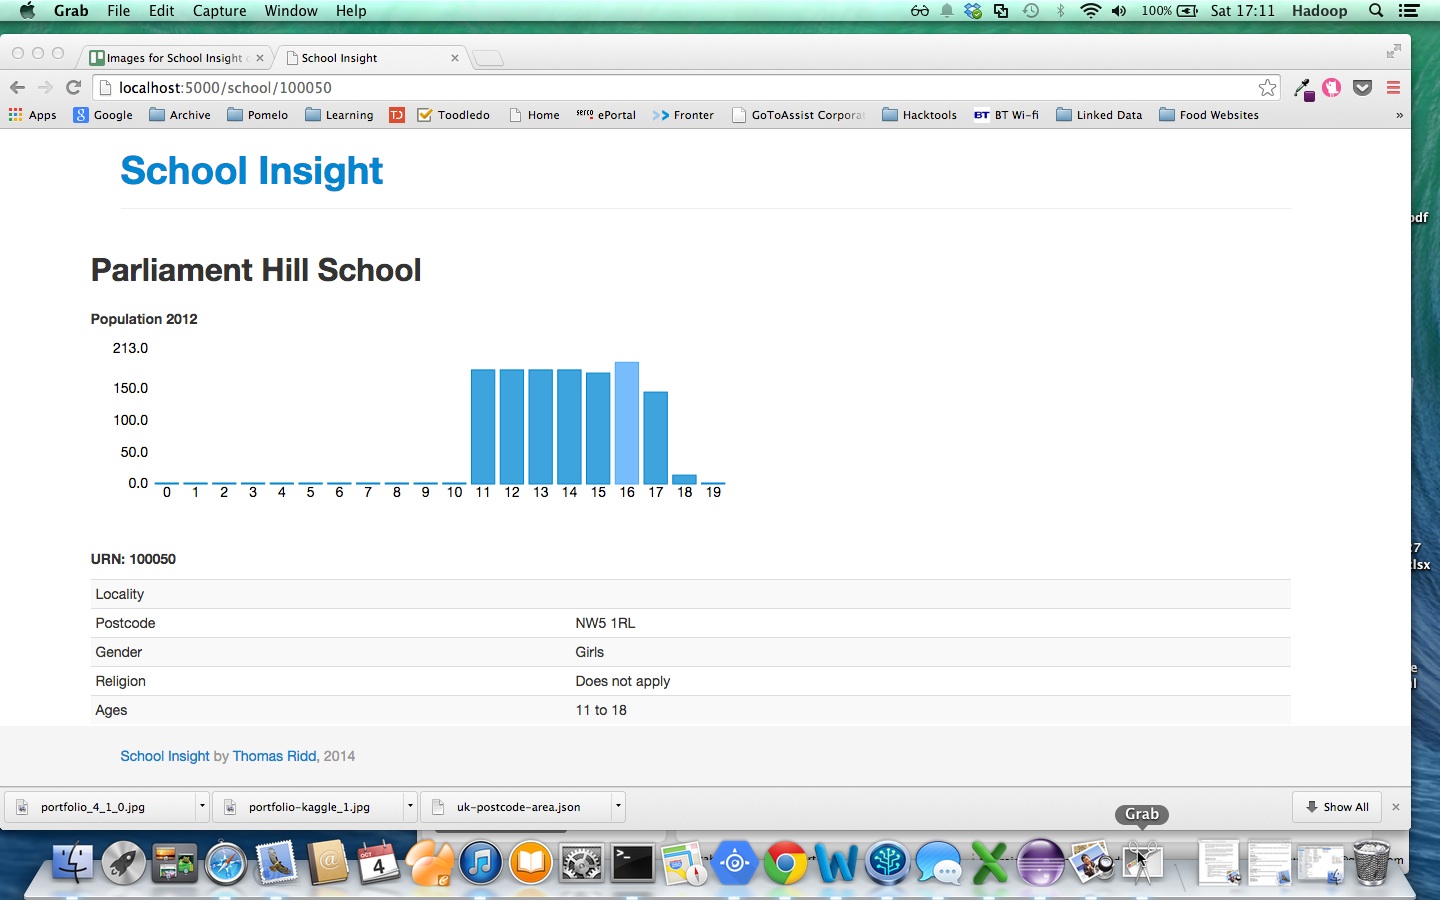 Grab File Edit Capture Window Help 100% Sat 17:11 Hadoop
Images for School Insight School Insight
localhost:5000/school/100050
Apps Google Archive Pomelo Learning Toodledo Home serco ePortal Fronter GoToAssist Corpora BT BT Wi-fi Hacktools Linked Data Food Websites »
School Insight
Parliament Hill School
Population 2012
213.0
150.0
100.0
50.0
0.0
0 1 2 3 4 5 6 7 8 9 10 11 12 13 14 15 16 17 18 19
URN: 100050
Locality
Postcode NW5 1RL
Gender Girls
Religion Does not apply
Ages 11 to 18
School Insight by Thomas Ridd, 2014
portfolio_4_1_0.jpg portfolio-kaggle_1.jpg uk-postcode-area.json Show All
Grab
OCT
4